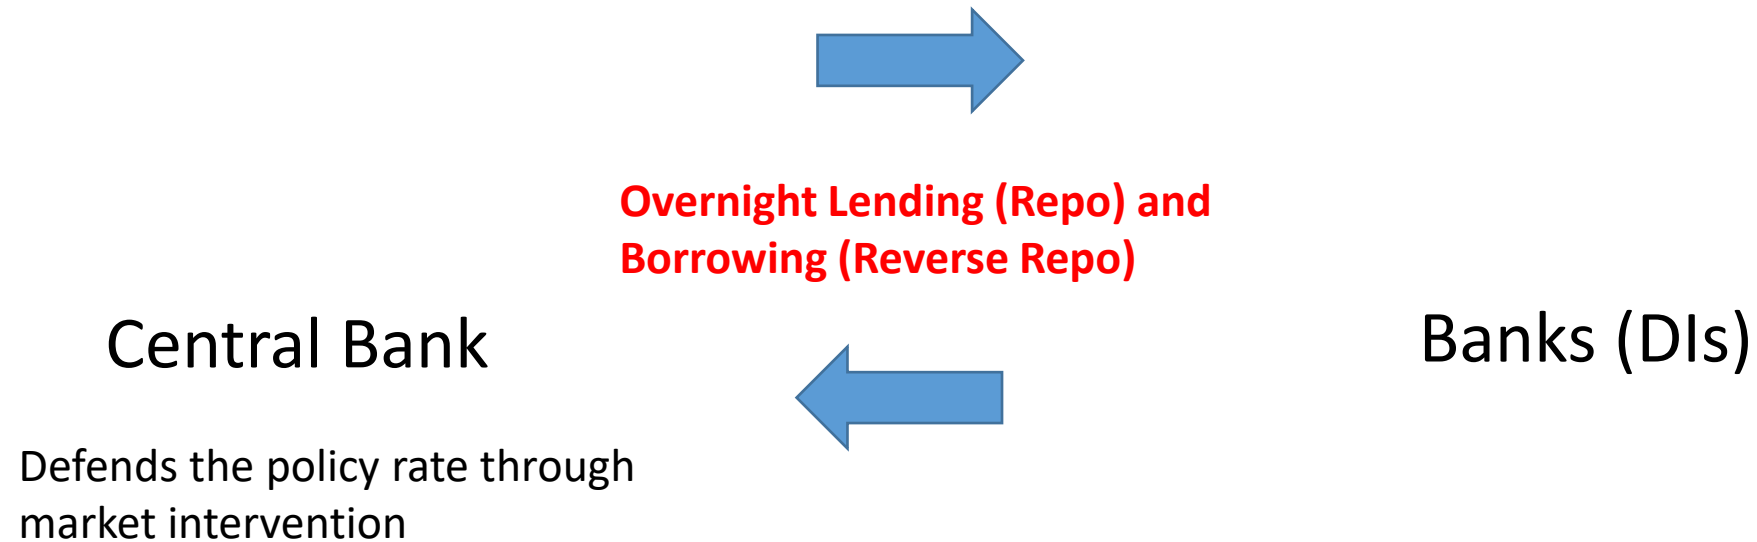 Overnight Lending (Repo) and
Borrowing (Reverse Repo)
Central Bank
Banks (DIs)
Defends the policy rate through
market intervention